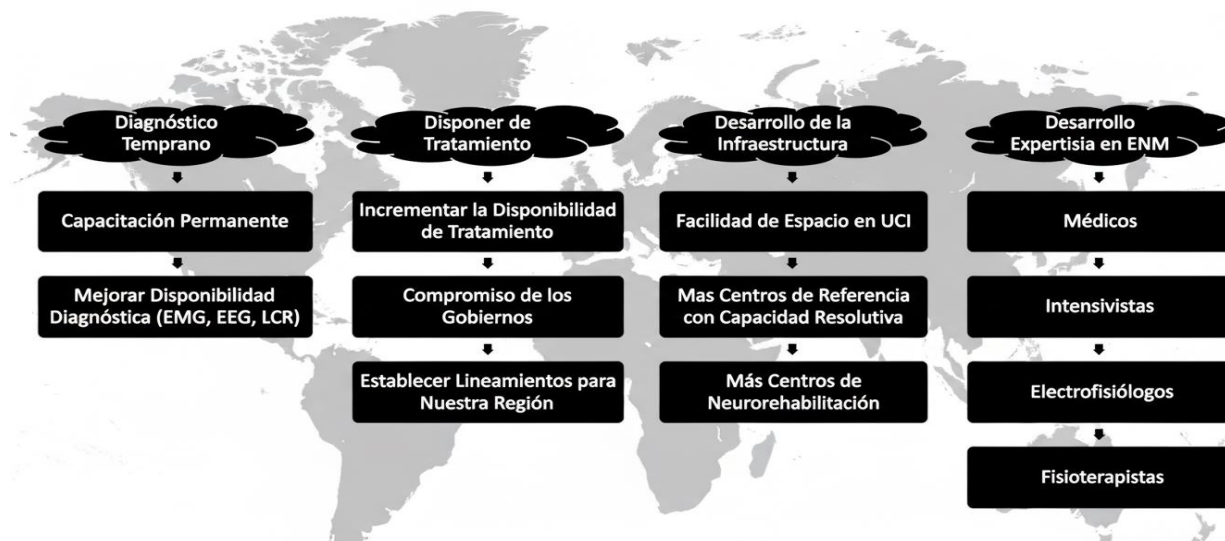 Diagnóstico
Temprano
Capacitación Permanente
Mejorar Disponibilidad
Diagnóstica (EMG, EEG, LCR)
Disponer de
Tratamiento
Incrementar la Disponibilidad
de Tratamiento
Compromiso de los
Gobiernos
Establecer Lineamientos para
Nuestra Región
Desarrollo de la
Infraestructura
Facilidad de Espacio en UCI
Mas Centros de Referencia
con Capacidad Resolutiva
Más Centros de
Neurorehabilitación
Desarrollo
Expertisia en ENM
Médicos
Intensivistas
Electrofisiólogos
Fisioterapistas